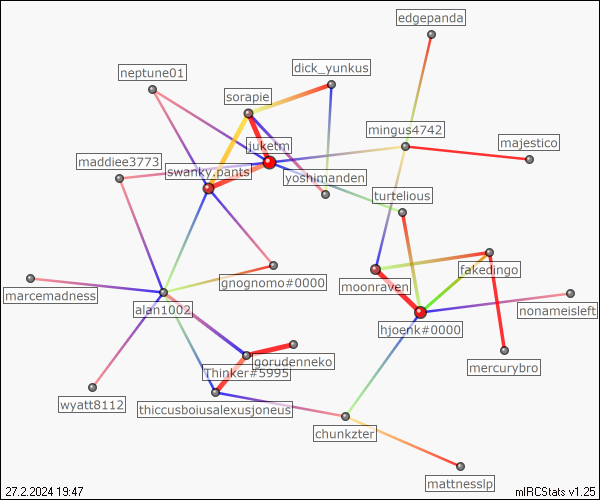 edgepanda
dick_yunkus
neptune01
sorapie
mingus4742
majestico
juketm
maddiee3773
swanky.pants
yoshimanden
turtelious
fakedingo
gnognomo#0000
moonraven
marcemadness
alan1002
nonameisleft
hjoenk#0000
gorudenneko
mercurybro
Thinker#5995
wyatt8112
thiccusboiusalexusjoneus
chunkzter
mattnesslp
27.2.2024 19:47
mIRCStats v1.25